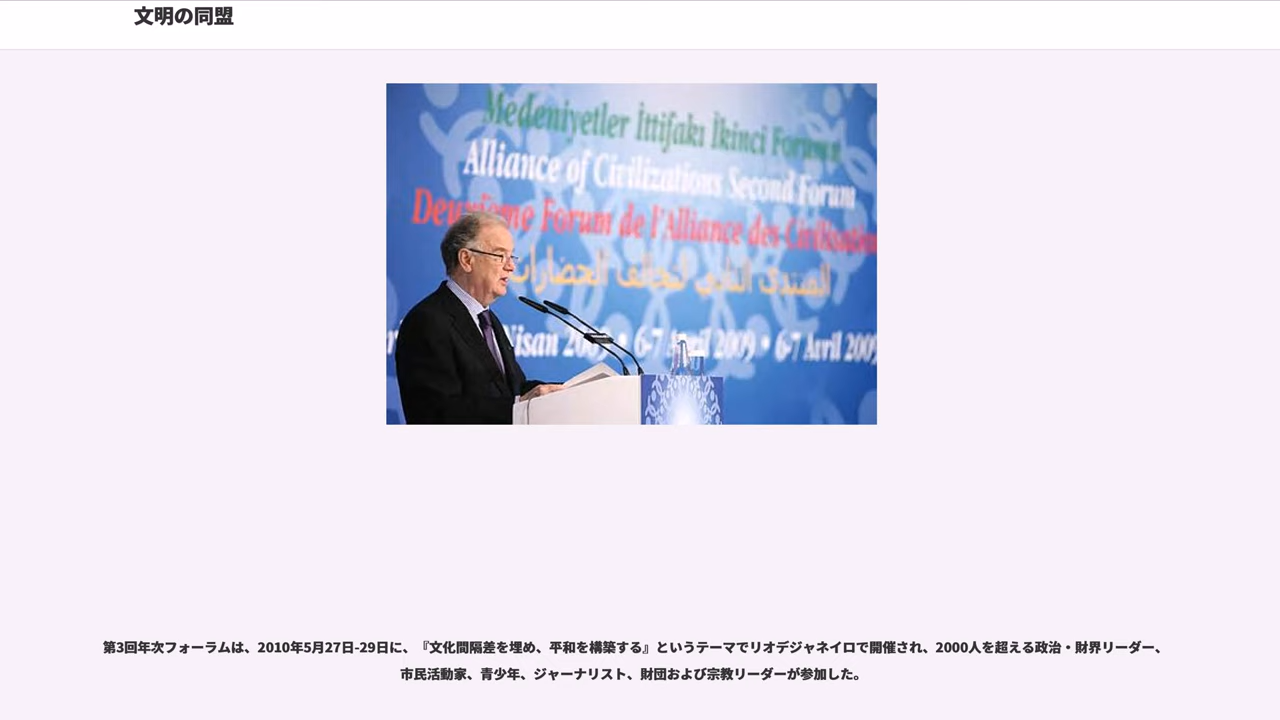 文明の同盟
Medeniyetler İttifakı İkinci Forumu
Alliance of Civilizations Second Forum
Deuxième Forum de l'Alliance des Civilisation
المنتدى الثاني لتحالف الحضارات
Nisan 2009 • 6-7 April 2009 • 6-7 Avril 2009
第3回年次フォーラムは、2010年5月27日-29日に、『文化間隔差を埋め、平和を構築する』というテーマでリオデジャネイロで開催され、2000人を超える政治・財界リーダー、
市民活動家、青少年、ジャーナリスト、財団および宗教リーダーが参加した。